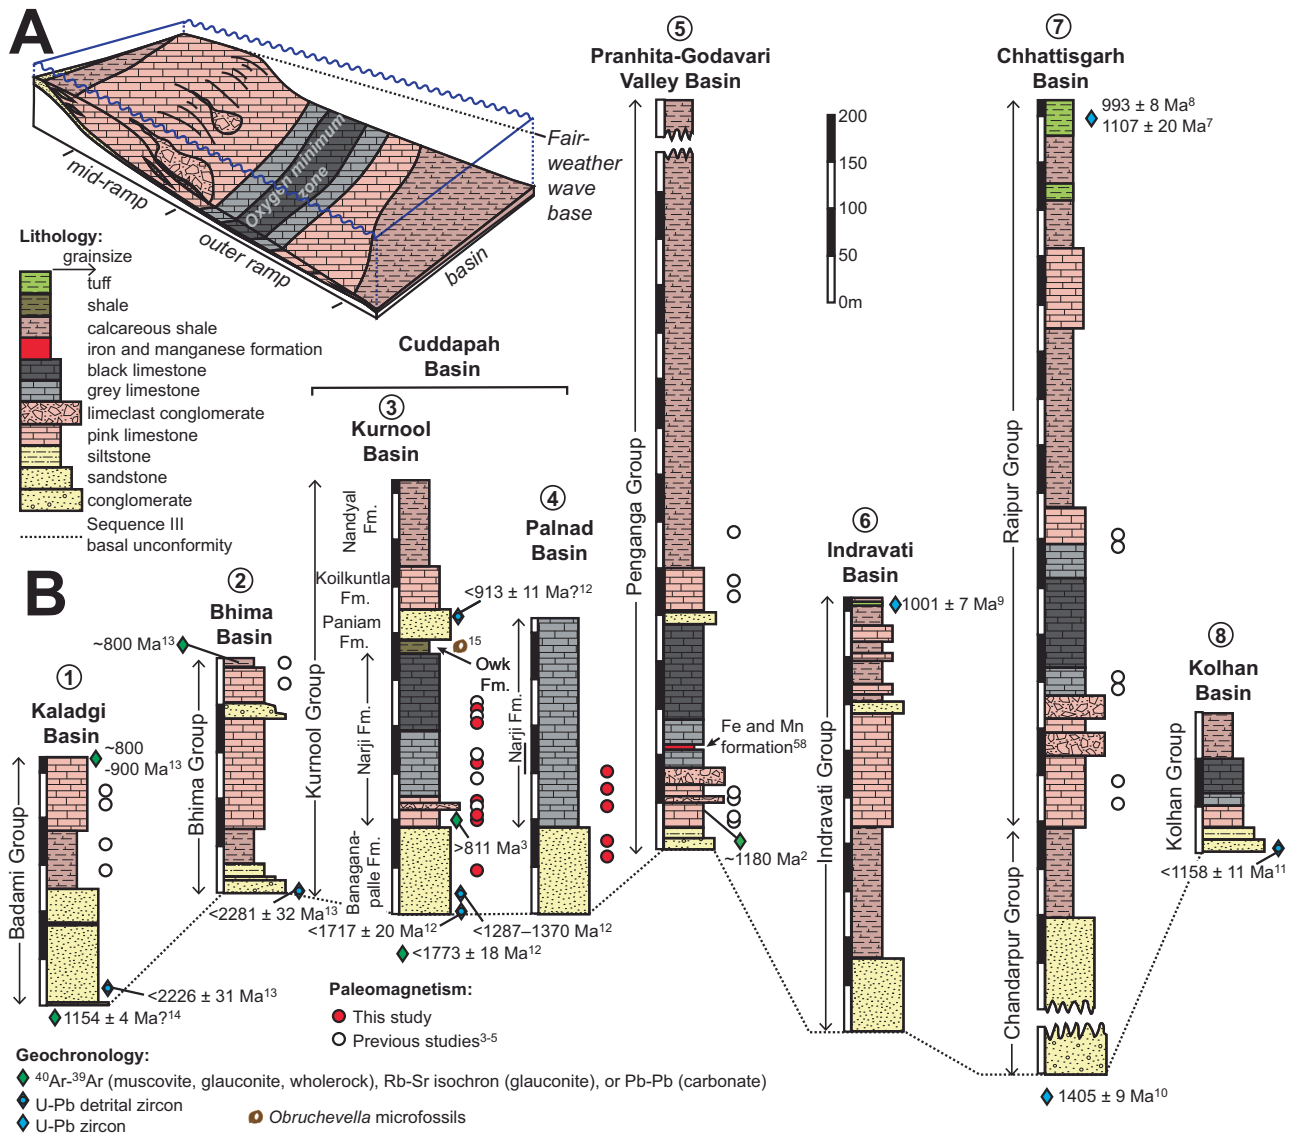 A
mid-ramp
outer ramp
basin
Oxygen minimum
zone
Fair-
weather
wave
base
Lithology:
grainsize
tuff
shale
calcareous shale
iron and manganese formation
black limestone
grey limestone
limeclast conglomerate
pink limestone
siltstone
sandstone
conglomerate
Sequence III
basal unconformity
200
150
100
50
0m
B
1
Kaladgi
Basin
~800
-900 Ma¹³
Badami Group
<2226 ± 31 Ma¹³
1154 ± 4 Ma?¹⁴
2
Bhima
Basin
~800 Ma¹³
Bhima Group
<2281 ± 32 Ma¹³
Cuddapah
Basin
3
Kurnool
Basin
Kurnool Group
Nandyal
Fm.
Koilkuntla
Fm.
Paniam
Fm.
Owk
Fm.
Narji Fm.
Banagana-
palle Fm.
<913 ± 11 Ma?¹²
15
>811 Ma³
<1717 ± 20 Ma¹²
<1287–1370 Ma¹²
<1773 ± 18 Ma¹²
4
Palnad
Basin
Narji Fm.
5
Pranhita-Godavari
Valley Basin
Penganga Group
Fe and Mn
formation⁵⁸
~1180 Ma²
6
Indravati
Basin
1001 ± 7 Ma⁹
Indravati Group
7
Chhattisgarh
Basin
993 ± 8 Ma⁸
1107 ± 20 Ma⁷
Raipur Group
Chandarpur Group
1405 ± 9 Ma¹⁰
8
Kolhan
Basin
Kolhan Group
<1158 ± 11 Ma¹¹
Paleomagnetism:
This study
Previous studies³⁻⁵
Geochronology:
⁴⁰Ar-³⁹Ar (muscovite, glauconite, wholerock), Rb-Sr isochron (glauconite), or Pb-Pb (carbonate)
U-Pb detrital zircon
U-Pb zircon
Obruchevella microfossils